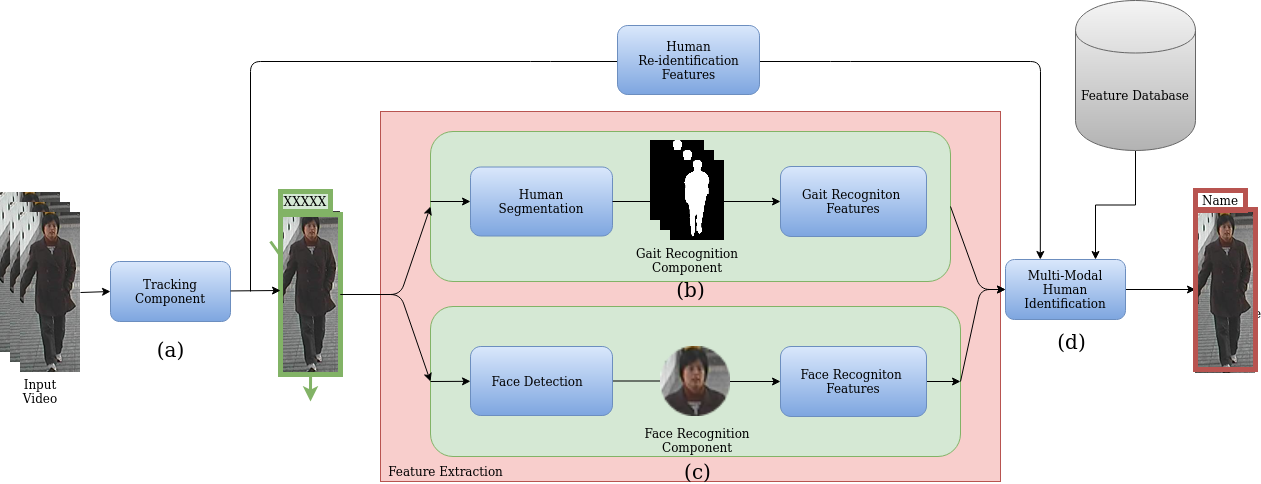 Human
Re-identification
Features
Feature Database
XXXXX
Human
Segmentation
Gait Recogniton
Features
Gait Recognition
Component
(b)
Name
Tracking
Component
(a)
Multi-Modal
Human
Identification
(d)
e
Input
Video
Face Detection
Face Recogniton
Features
Face Recognition
Component
Feature Extraction
(c)